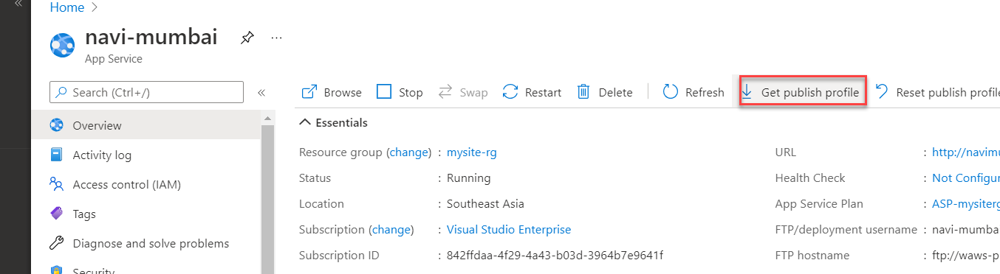 Home
navi-mumbai
App Service
Search (Ctrl+/)
Browse Stop Swap Restart Delete Refresh Get publish profile Reset publish profile
Overview
Activity log
Access control (IAM)
Tags
Diagnose and solve problems
Security
Essentials
Resource group (change) : mysite-rg
Status : Running
Location : Southeast Asia
Subscription (change) : Visual Studio Enterprise
Subscription ID : 842ffdaa-4f29-4a43-b03d-3964b7e9641f
URL : http://navimu
Health Check : Not Configur
App Service Plan : ASP-mysiterg
FTP/deployment username : navi-mumba
FTP hostname : ftp://waws-p